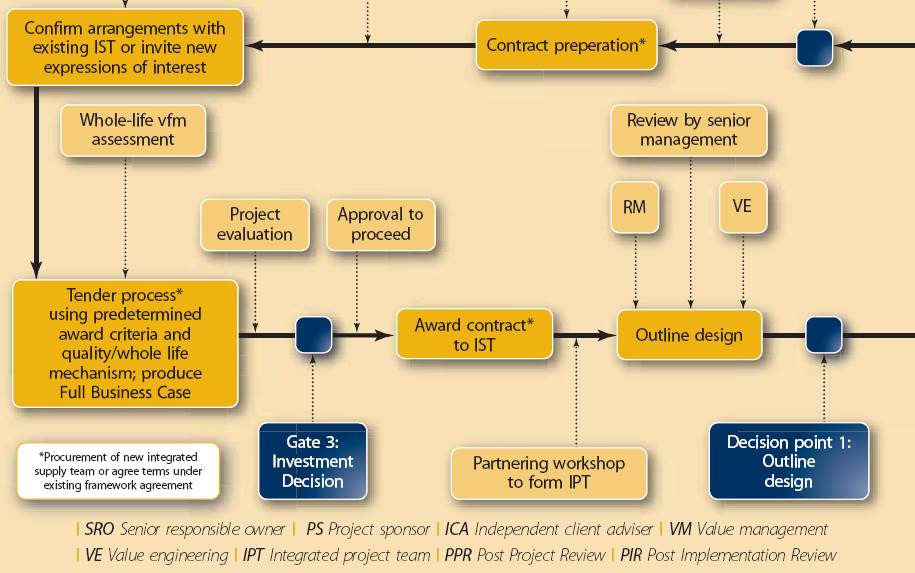 Confirm arrangements with
existing IST or invite new
expressions of interest
Contract preperation*
Whole-life vfm
assessment
Review by senior
management
RM
VE
Project
evaluation
Approval to
proceed
Tender process*
using predetermined
award criteria and
quality/whole life
mechanism; produce
Full Business Case
Award contract*
to IST
Outline design
Gate 3:
Investment
Decision
Partnering workshop
to form IPT
Decision point 1:
Outline
design
*Procurement of new integrated
supply team or agree terms under
existing framework agreement
| SRO Senior responsible owner | PS Project sponsor | ICA Independent client adviser | VM Value management
| VE Value engineering | IPT Integrated project team | PPR Post Project Review | PIR Post Implementation Review